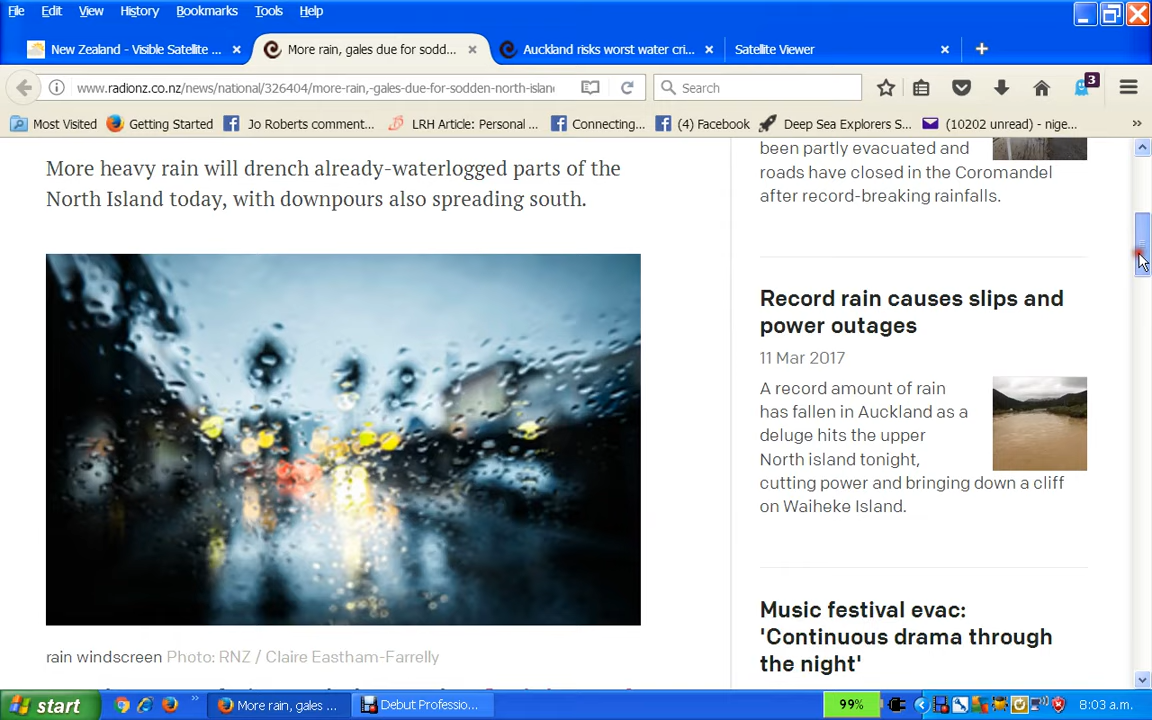 File Edit View History Bookmarks Tools Help
New Zealand - Visible Satellite ... More rain, gales due for sodd... Auckland risks worst water cri... Satellite Viewer
www.radionz.co.nz/news/national/326404/more-rain,-gales-due-for-sodden-north-islan Search 3
Most Visited Getting Started Jo Roberts comment... LRH Article: Personal ... Connecting... (4) Facebook Deep Sea Explorers S... (10202 unread) - nige... »
More heavy rain will drench already-waterlogged parts of the
North Island today, with downpours also spreading south.
rain windscreen Photo: RNZ / Claire Eastham-Farrelly
been partly evacuated and
roads have closed in the Coromandel
after record-breaking rainfalls.
Record rain causes slips and
power outages
11 Mar 2017
A record amount of rain
has fallen in Auckland as a
deluge hits the upper
North island tonight,
cutting power and bringing down a cliff
on Waiheke Island.
Music festival evac:
'Continuous drama through
the night'
start » More rain, gales ... Debut Professio... 99% 8:03 a.m.